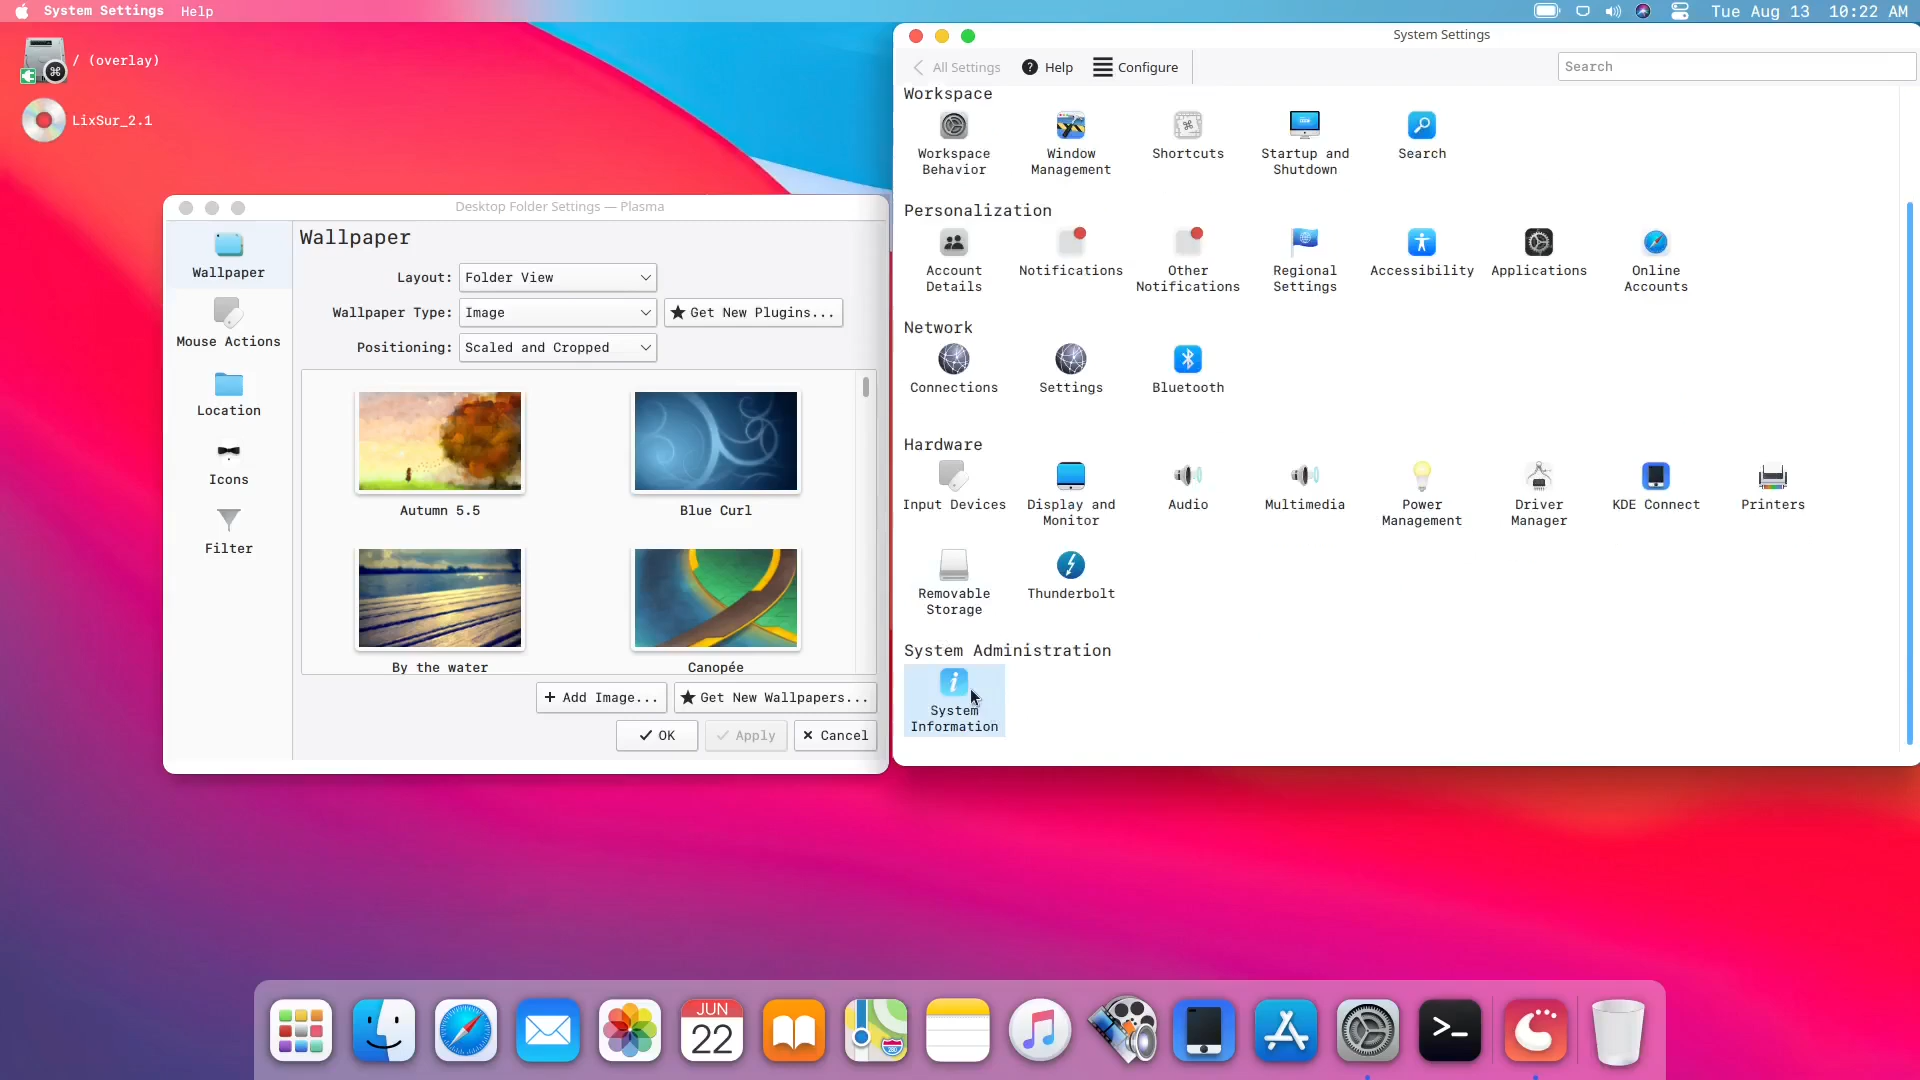 System Settings Help
Tue Aug 13 10:22 AM
/ (overlay)
LixSur_2.1
Desktop Folder Settings — Plasma
Wallpaper
Mouse Actions
Location
Icons
Filter
Wallpaper
Layout: Folder View
Wallpaper Type: Image Get New Plugins...
Positioning: Scaled and Cropped
Autumn 5.5 Blue Curl
By the water Canopée
Add Image... Get New Wallpapers...
OK Apply Cancel
System Settings
All Settings Help Configure Search
Workspace
Workspace Behavior
Window Management
Shortcuts
Startup and Shutdown
Search
Personalization
Account Details
Notifications
Other Notifications
Regional Settings
Accessibility
Applications
Online Accounts
Network
Connections
Settings
Bluetooth
Hardware
Input Devices
Display and Monitor
Audio
Multimedia
Power Management
Driver Manager
KDE Connect
Printers
Removable Storage
Thunderbolt
System Administration
System Information
JUN
22
280